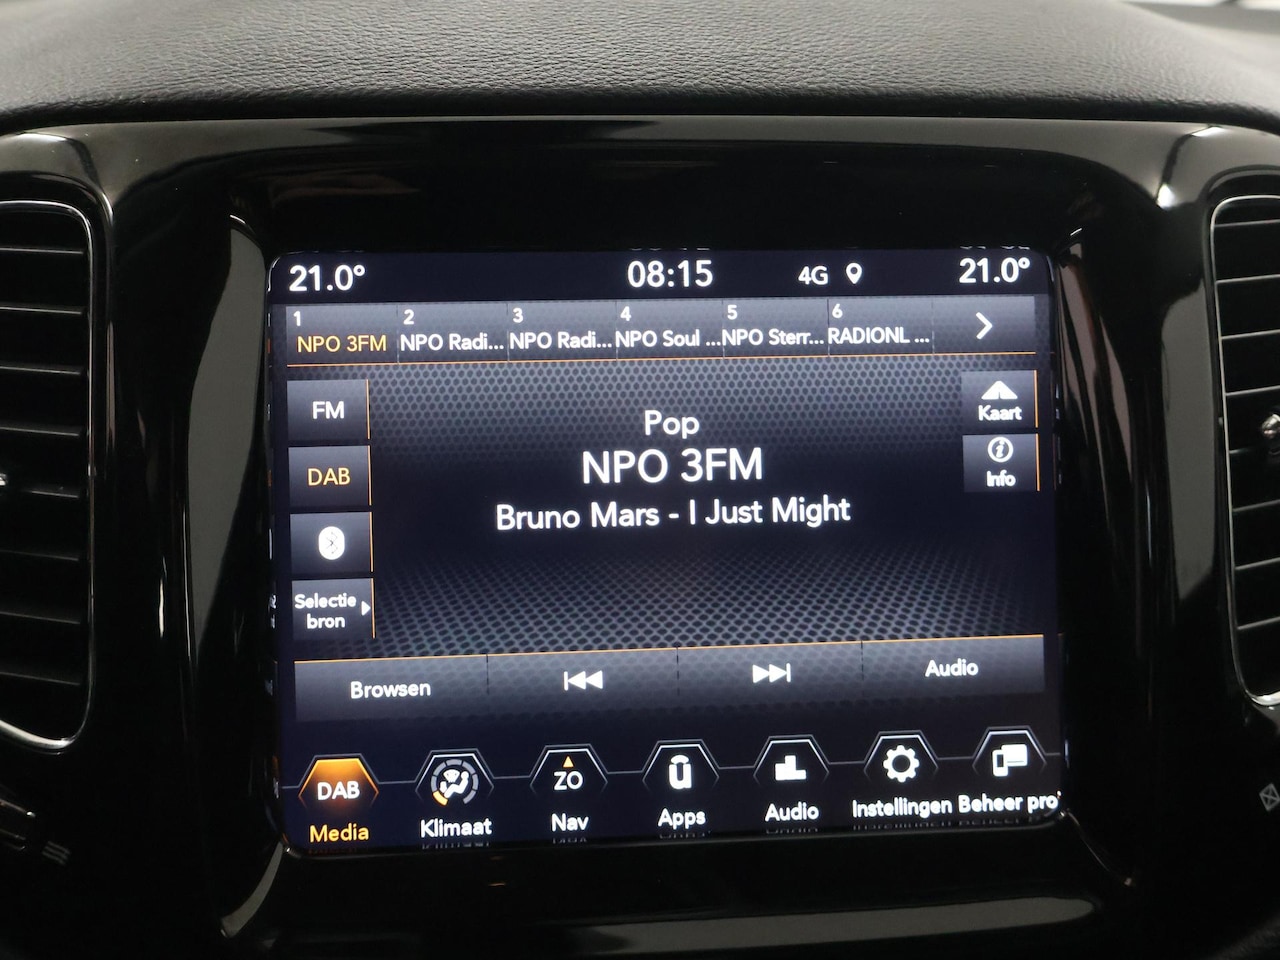 21.0° 08:15 4G 21.0°
1 2 3 4 5 6
NPO 3FM NPO Radi... NPO Radi... NPO Soul ... NPO Sterr... RADIONL ...
FM
DAB
Selectie
bron
Pop
NPO 3FM
Bruno Mars - I Just Might
Kaart
Info
Browsen Audio
DAB ZO
Media Klimaat Nav Apps Audio Instellingen Beheer pro